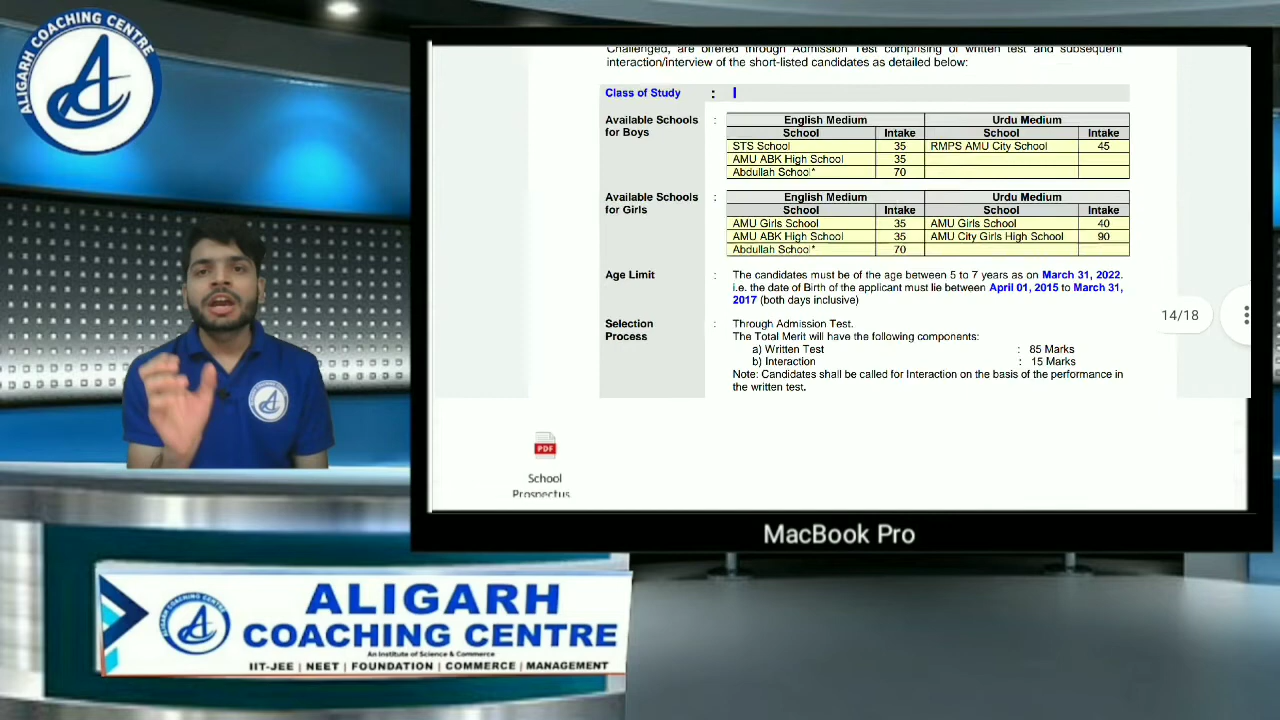 ALIGARH COACHING CENTRE
Challenged, are offered through Admission Test comprising of written test and subsequent
interaction/interview of the short-listed candidates as detailed below:
Class of Study : I
Available Schools for Boys :
English Medium Urdu Medium
School Intake School Intake
STS School 35 RMPS AMU City School 45
AMU ABK High School 35
Abdullah School* 70
Available Schools for Girls :
English Medium Urdu Medium
School Intake School Intake
AMU Girls School 35 AMU Girls School 40
AMU ABK High School 35 AMU City Girls High School 90
Abdullah School* 70
Age Limit : The candidates must be of the age between 5 to 7 years as on March 31, 2022.
i.e. the date of Birth of the applicant must lie between April 01, 2015 to March 31,
2017 (both days inclusive)
14/18
Selection Process : Through Admission Test.
The Total Merit will have the following components:
a) Written Test : 85 Marks
b) Interaction : 15 Marks
Note: Candidates shall be called for Interaction on the basis of the performance in
the written test.
PDF
School
Prospectus
MacBook Pro
ALIGARH
COACHING CENTRE
An Institute of Science & Commerce
IIT-JEE | NEET | FOUNDATION | COMMERCE | MANAGEMENT